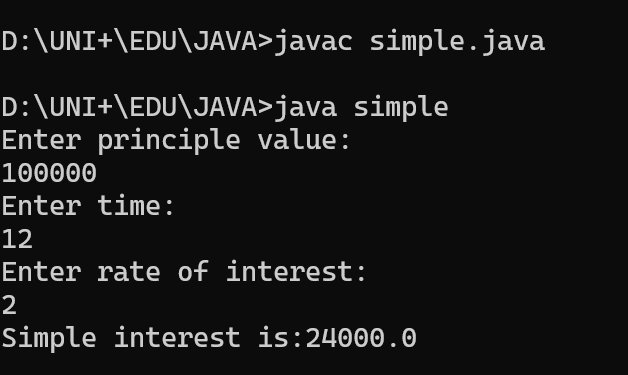 D:\UNI+\EDU\JAVA>javac simple.java
D:\UNI+\EDU\JAVA>java simple
Enter principle value:
100000
Enter time:
12
Enter rate of interest:
2
Simple interest is:24000.0